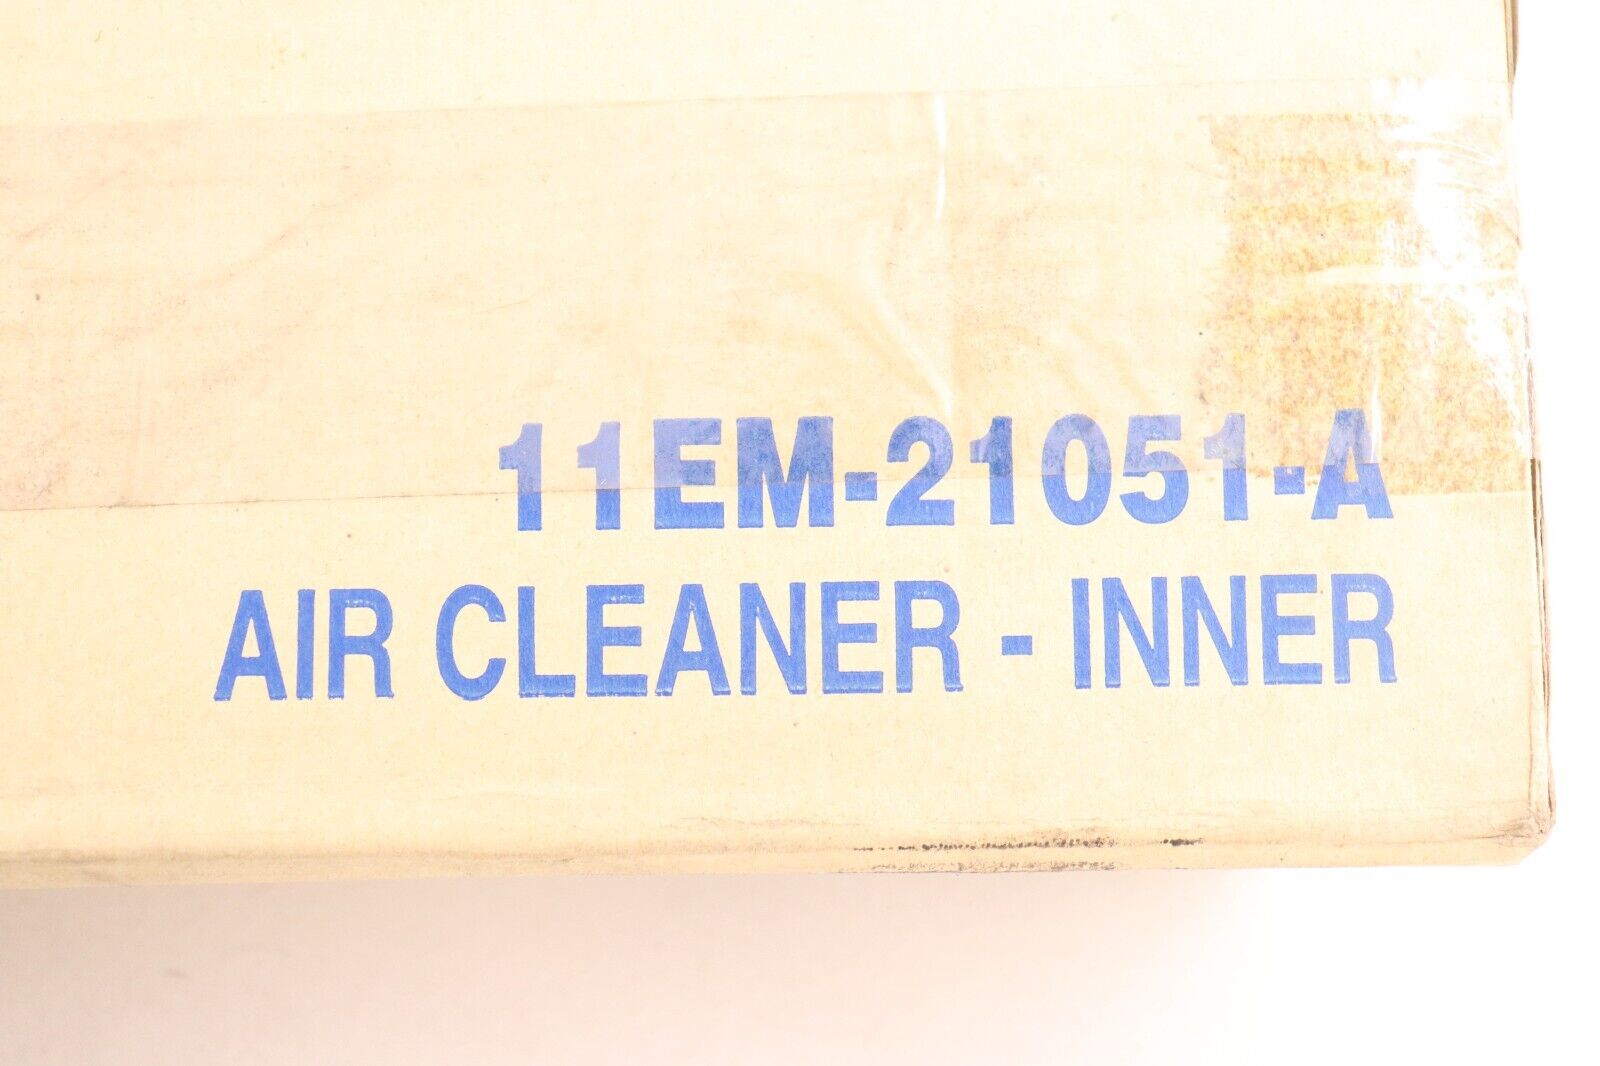 11EM-21051-A
AIR CLEANER - INNER